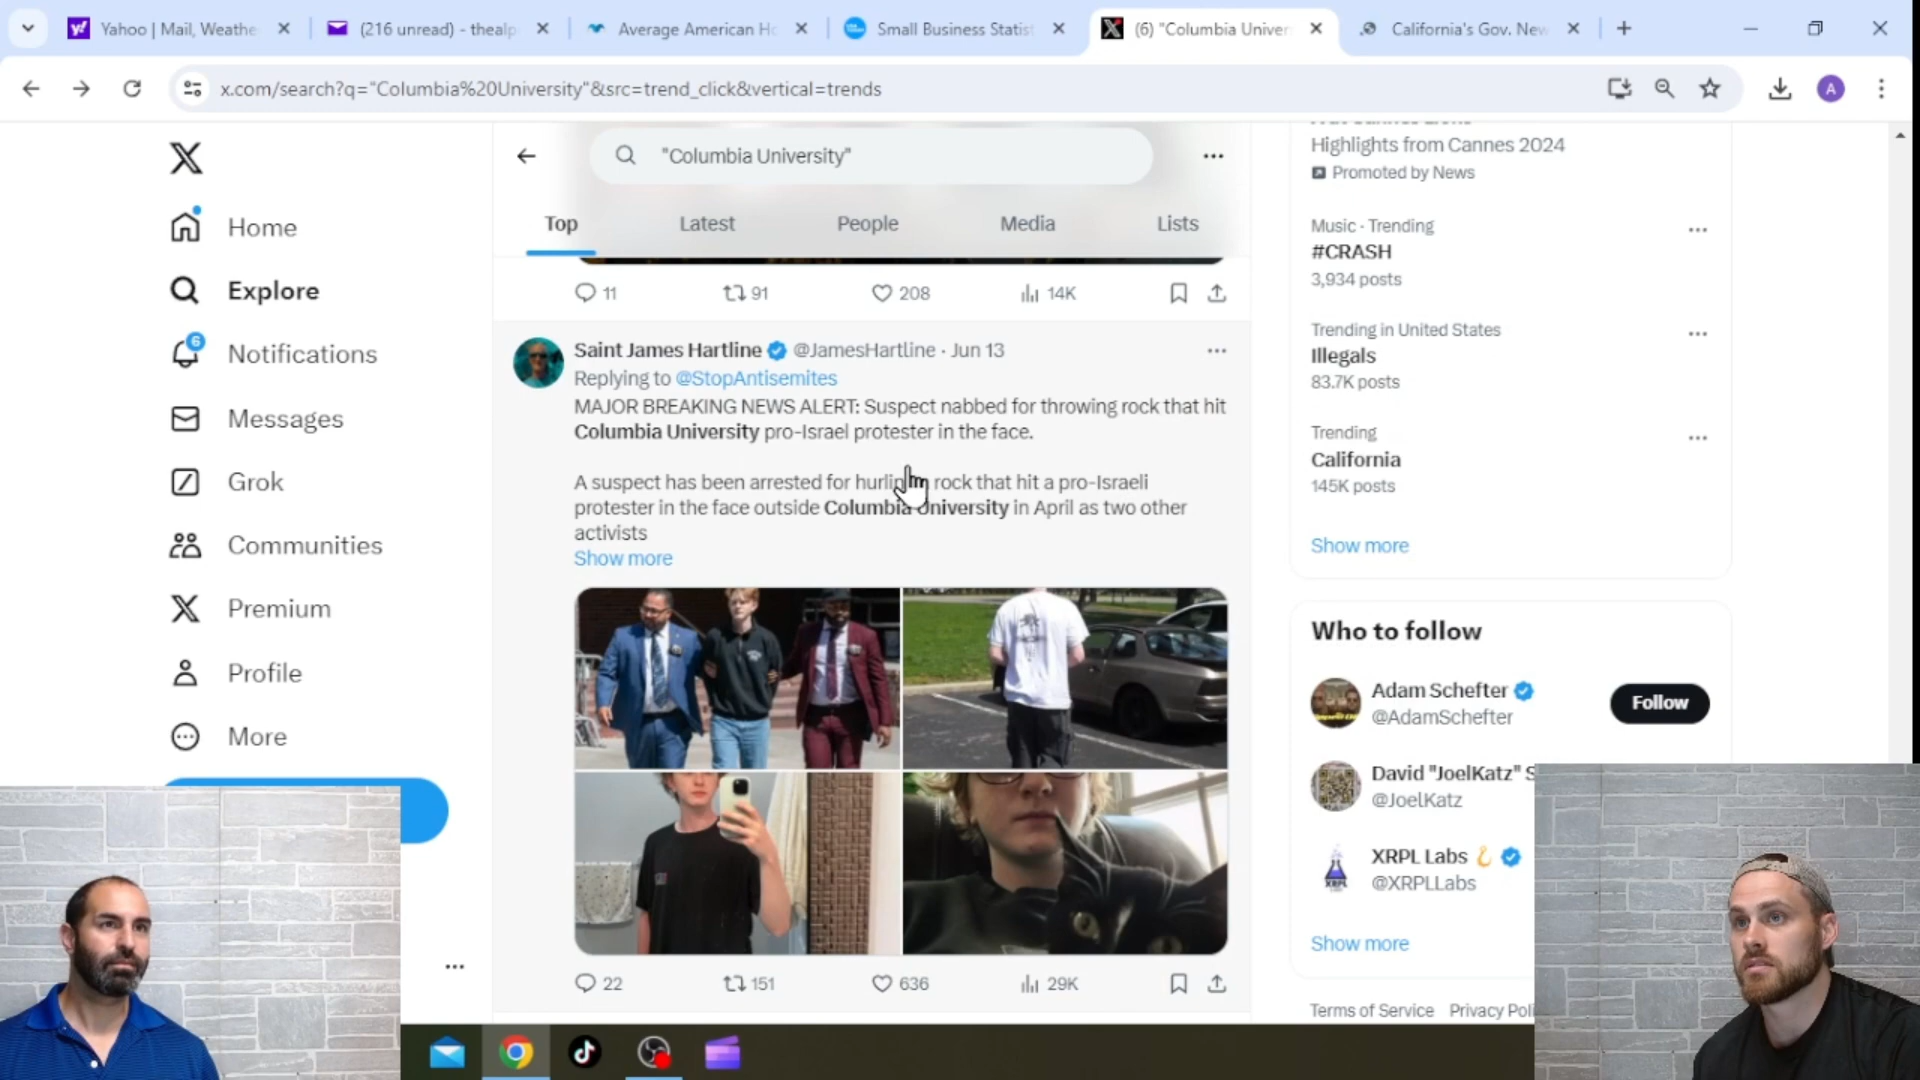 Yahoo | Mail, Weathe
(216 unread) - thealp
Average American Ho
Small Business Statist
(6) "Columbia Univer
California's Gov. New
x.com/search?q="Columbia%20University"&src=trend_click&vertical=trends
A
"Columbia University"
Top
Latest
People
Media
Lists
Home
Explore
6
Notifications
Messages
Grok
Communities
Premium
Profile
More
11
91
208
14K
Saint James Hartline @JamesHartline · Jun 13
Replying to @StopAntisemites
MAJOR BREAKING NEWS ALERT: Suspect nabbed for throwing rock that hit
Columbia University pro-Israel protester in the face.
A suspect has been arrested for rock that hit a pro-Israeli
protester in the face outside Columbia University in April as two other
activists
Show more
22
151
636
29K
Highlights from Cannes 2024
Promoted by News
Music · Trending
#CRASH
3,934 posts
Trending in United States
Illegals
83.7K posts
Trending
California
145K posts
Show more
Who to follow
Adam Schefter
@AdamSchefter
Follow
David "JoelKatz" S
@JoelKatz
XRPL Labs
@XRPLLabs
Show more
Terms of Service Privacy Poli